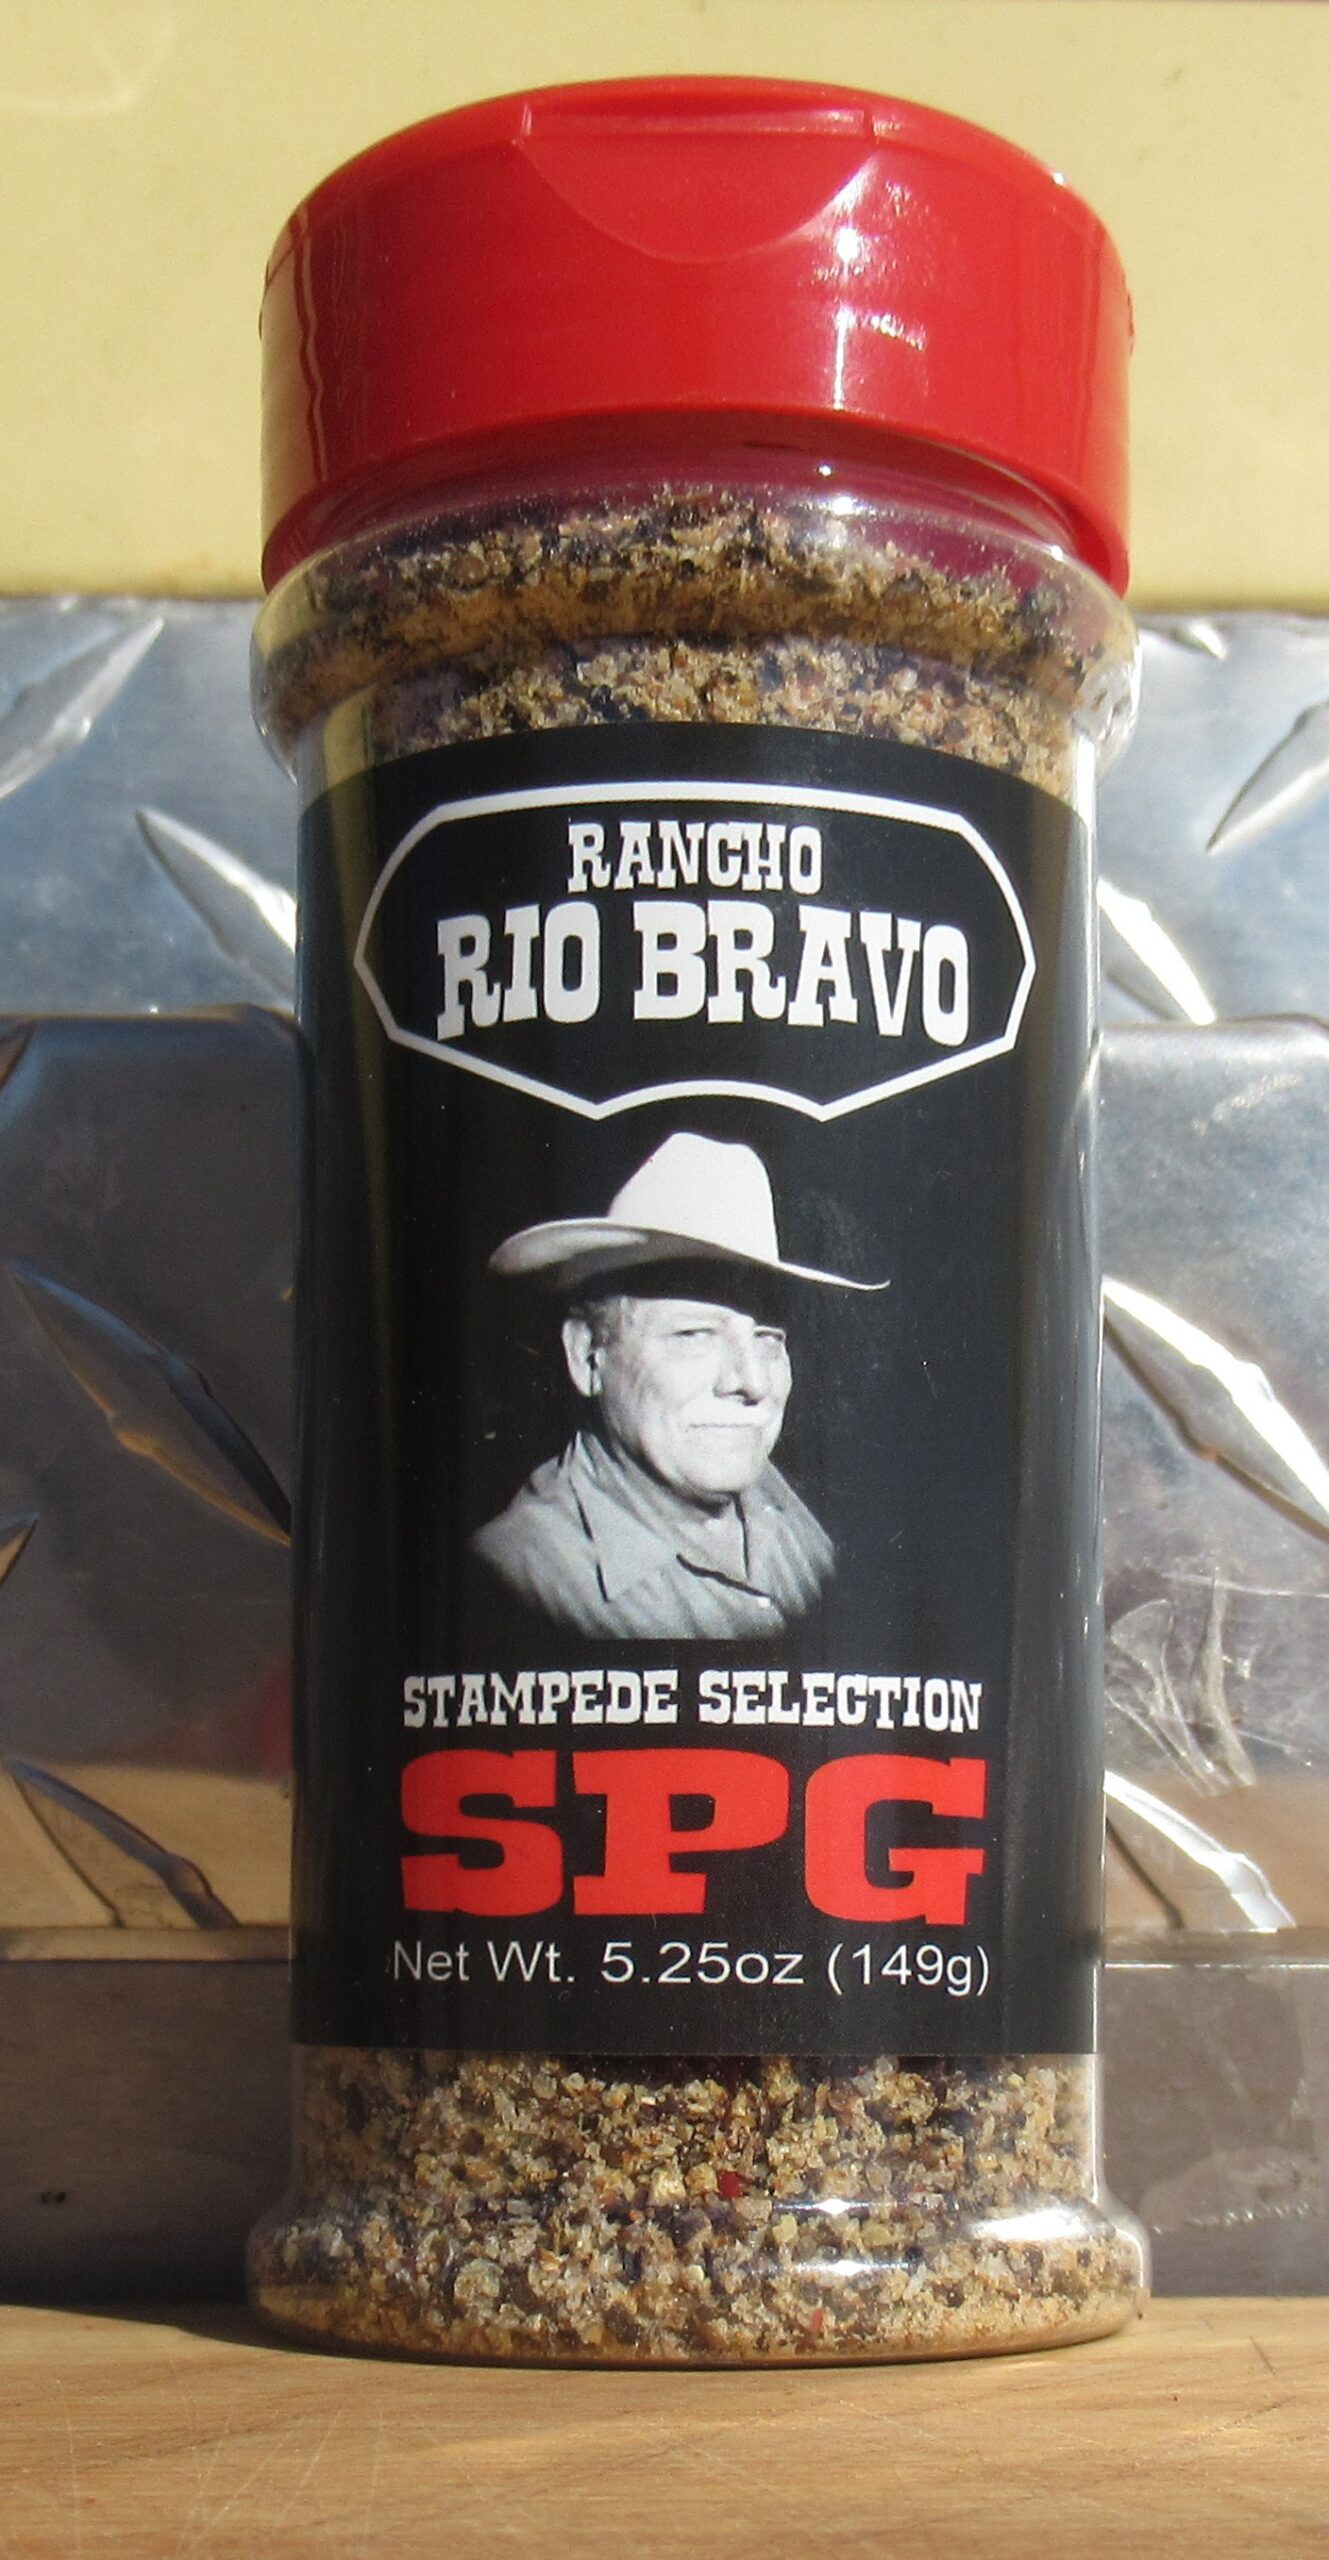 RANCHO
RIO BRAVO
STAMPEDE SELECTION
SPG
Net Wt. 5.25oz (149g)